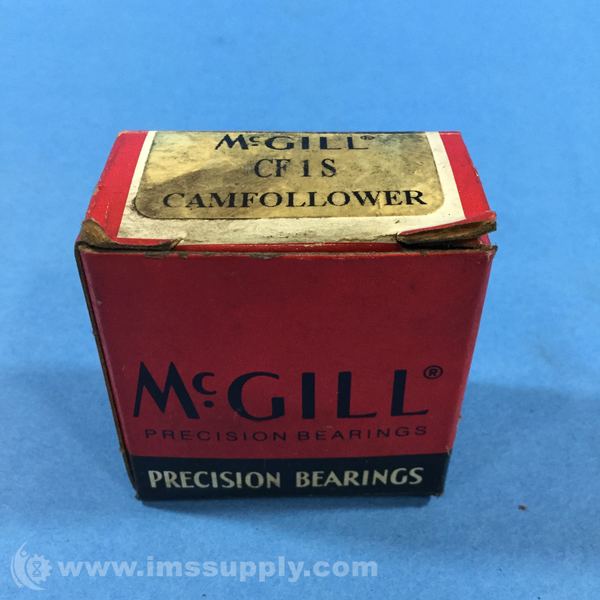 McGILL®
CF 1 S
CAMFOLLOWER
McGILL®
PRECISION BEARINGS
PRECISION BEARINGS
www.imssupply.com